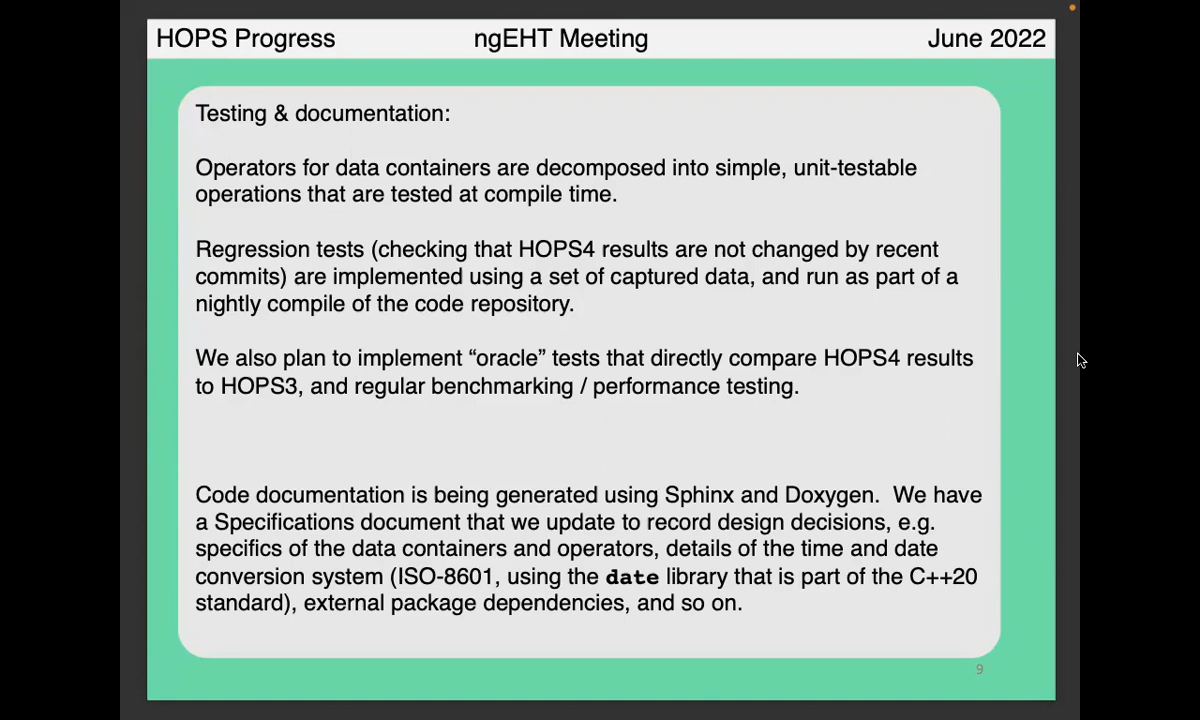 HOPS Progress ngEHT Meeting June 2022
Testing & documentation:
Operators for data containers are decomposed into simple, unit-testable
operations that are tested at compile time.
Regression tests (checking that HOPS4 results are not changed by recent
commits) are implemented using a set of captured data, and run as part of a
nightly compile of the code repository.
We also plan to implement “oracle” tests that directly compare HOPS4 results
to HOPS3, and regular benchmarking / performance testing.
Code documentation is being generated using Sphinx and Doxygen.  We have
a Specifications document that we update to record design decisions, e.g.
specifics of the data containers and operators, details of the time and date
conversion system (ISO-8601, using the date library that is part of the C++20
standard), external package dependencies, and so on.
9